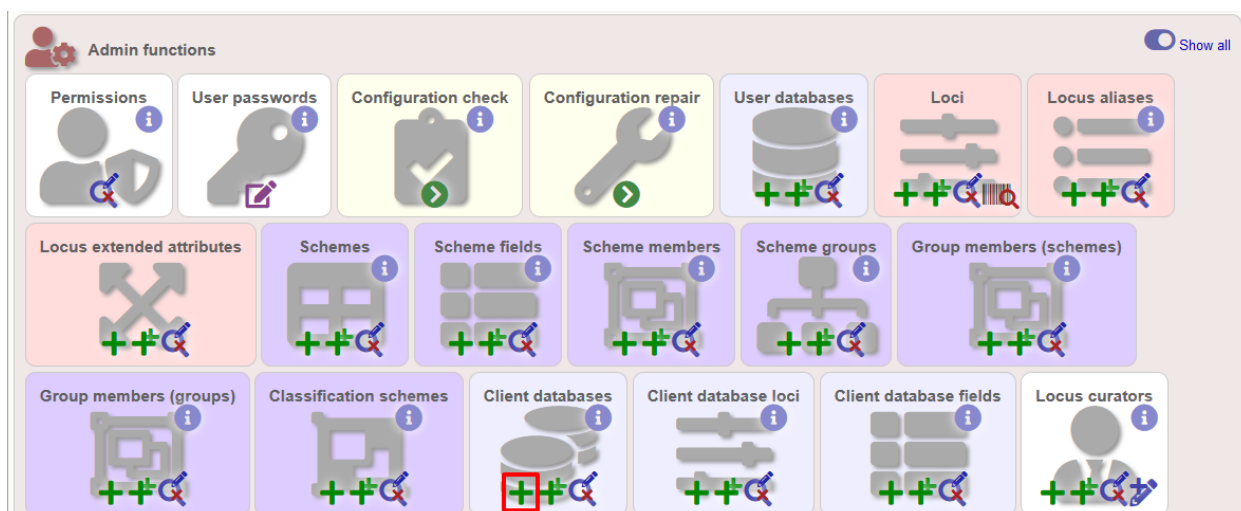 Admin functions
Show all
Permissions
User passwords
Configuration check
Configuration repair
User databases
Loci
Locus aliases
Locus extended attributes
Schemes
Scheme fields
Scheme members
Scheme groups
Group members (schemes)
Group members (groups)
Classification schemes
Client databases
Client database loci
Client database fields
Locus curators